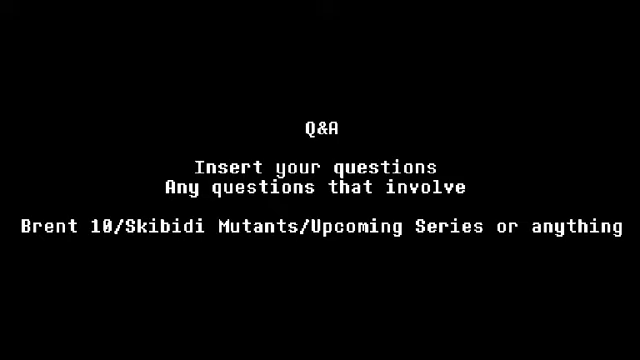 Q&A
Insert your questions
Any questions that involve
Brent 10/Skibidi Mutants/Upcoming Series or anything